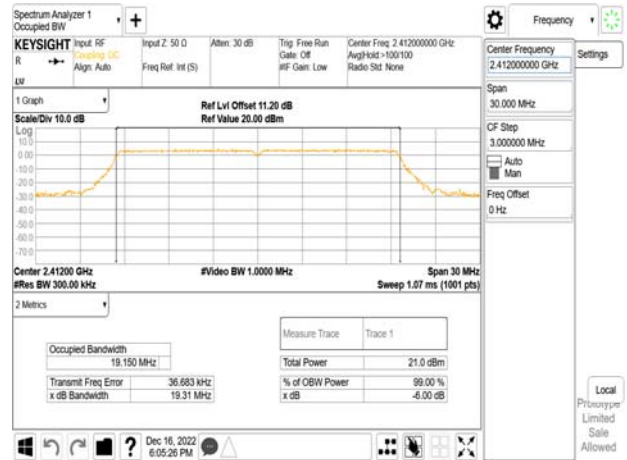 Spectrum Analyzer 1
Occupied BW
Frequency
KEYSIGHT
Input: RF
Coupling: DC
Align: Auto
Input Z: 50 Ω
Freq Ref: Int (S)
Atten: 30 dB
Trig: Free Run
Gate: Off
#IF Gain: Low
Center Freq: 2.412000000 GHz
Avg|Hold:>100/100
Radio Std: None
R
LU
Center Frequency
2.412000000 GHz
Settings
Span
30.000 MHz
CF Step
3.000000 MHz
Auto
Man
Freq Offset
0 Hz
1 Graph
Scale/Div 10.0 dB
Ref Lvl Offset 11.20 dB
Ref Value 20.00 dBm
Log
10.0
0.00
-10.0
-20.0
-30.0
-40.0
-50.0
-60.0
-70.0
Center 2.41200 GHz
#Video BW 1.0000 MHz
Span 30 MHz
#Res BW 300.00 kHz
Sweep 1.07 ms (1001 pts)
2 Metrics
Measure Trace
Trace 1
Occupied Bandwidth
19.150 MHz
Total Power
21.0 dBm
Transmit Freq Error
36.683 kHz
% of OBW Power
99.00 %
x dB Bandwidth
19.31 MHz
x dB
-6.00 dB
Local
Prototype
Limited
Sale
Allowed
?
Dec 16, 2022
6:05:26 PM